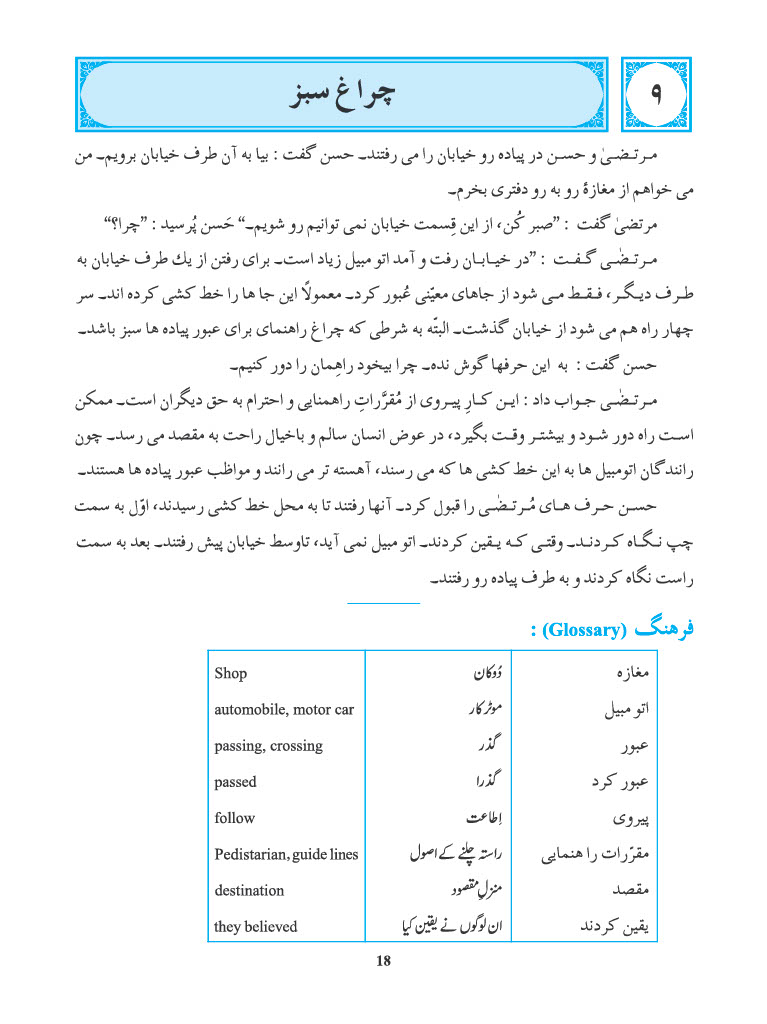 ۹
چراغ سبز
مرتضیٰ و حسن در پیاده رو خیابان را می رفتند۔ حسن گفت : بیا به آن طرف خیابان برویم۔ من
می خواهم از مغازهٔ رو به رو دفتری بخرم۔
مرتضیٰ گفت : ”صبر کُن، از این قِسمت خیابان نمی توانیم رو شویم۔“ حَسن پُرسید : ”چرا؟“
مرتضٰی گفت : ”در خیابان رفت و آمد اتو مبیل زیاد است۔ برای رفتن از یك طرف خیابان به
طرف دیگر، فقط می شود از جاهای معیّنی عُبور کرد۔ معمولاً این جا ها را خط کشی کرده اند۔ سر
چهار راه هم می شود از خیابان گذشت۔ البتّه به شرطی که چراغ راهنمای برای عبور پیاده ها سبز باشد۔
حسن گفت : به این حرفها گوش نده۔ چرا بیخود راهِمان را دور کنیم۔
مرتضٰی جواب داد : این کارِ پیروی از مُقرَّراتِ راهنمایی و احترام به حق دیگران است۔ ممکن
است راه دور شود و بیشتر وقت بگیرد، در عوض انسان سالم و باخیال راحت به مقصد می رسد۔ چون
رانندگان اتومبیل ها به این خط کشی ها که می رسند، آهسته تر می رانند و مواظب عبور پیاده ها هستند۔
حسن حرف های مُرتضٰی را قبول کرد۔ آنها رفتند تا به محل خط کشی رسیدند، اوّل به سمت
چپ نگاه کردند۔ وقتی که یقین کردند۔ اتو مبیل نمی آید، تاوسط خیابان پیش رفتند۔ بعد به سمت
راست نگاه کردند و به طرف پیاده رو رفتند۔
فرهنگ (Glossary) :
مغازه دُوکان Shop
اتو مبیل موٹر کار automobile, motor car
عبور گذر passing, crossing
عبور کرد گذرا passed
پیروی اِطاعت follow
مقرّرات را هنمایی راستہ چلنے کے اصول Pedistarian, guide lines
مقصد منزلِ مقصود destination
یقین کردند ان لوگوں نے یقین کیا they believed
18